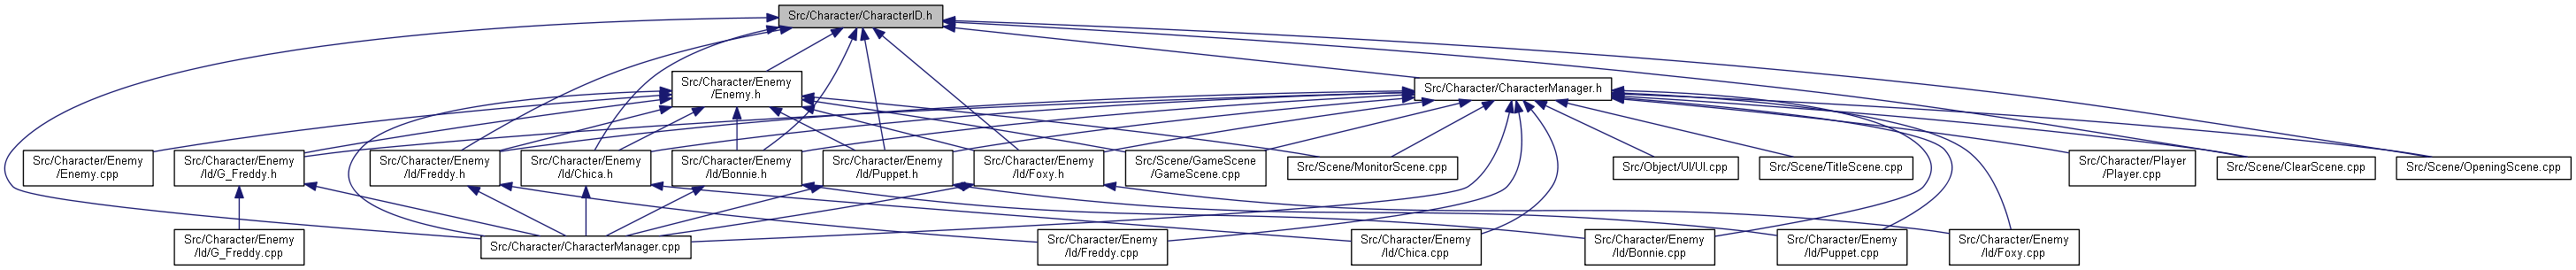 Src/Character/CharacterID.h
Src/Character/Enemy
/Enemy.h
Src/Character/CharacterManager.h
Src/Character/Enemy
/Enemy.cpp
Src/Character/Enemy
/Id/G_Freddy.h
Src/Character/Enemy
/Id/Freddy.h
Src/Character/Enemy
/Id/Chica.h
Src/Character/Enemy
/Id/Bonnie.h
Src/Character/Enemy
/Id/Puppet.h
Src/Character/Enemy
/Id/Foxy.h
Src/Scene/GameScene
/GameScene.cpp
Src/Scene/MonitorScene.cpp
Src/Object/UI/UI.cpp
Src/Scene/TitleScene.cpp
Src/Character/Player
/Player.cpp
Src/Scene/ClearScene.cpp
Src/Scene/OpeningScene.cpp
Src/Character/Enemy
/Id/G_Freddy.cpp
Src/Character/CharacterManager.cpp
Src/Character/Enemy
/Id/Freddy.cpp
Src/Character/Enemy
/Id/Chica.cpp
Src/Character/Enemy
/Id/Bonnie.cpp
Src/Character/Enemy
/Id/Puppet.cpp
Src/Character/Enemy
/Id/Foxy.cpp